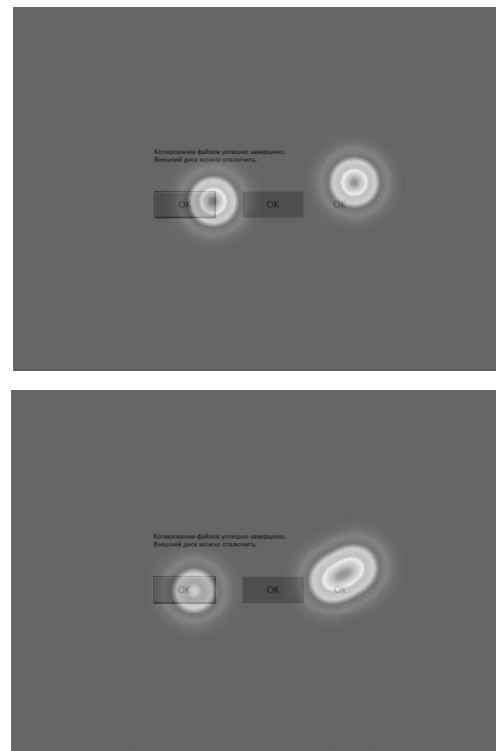 Копирование файлов успешно завершено.
Внешний диск можно отключить.
OK OK OK
Копирование файлов успешно завершено.
Внешний диск можно отключить.
OK OK OK